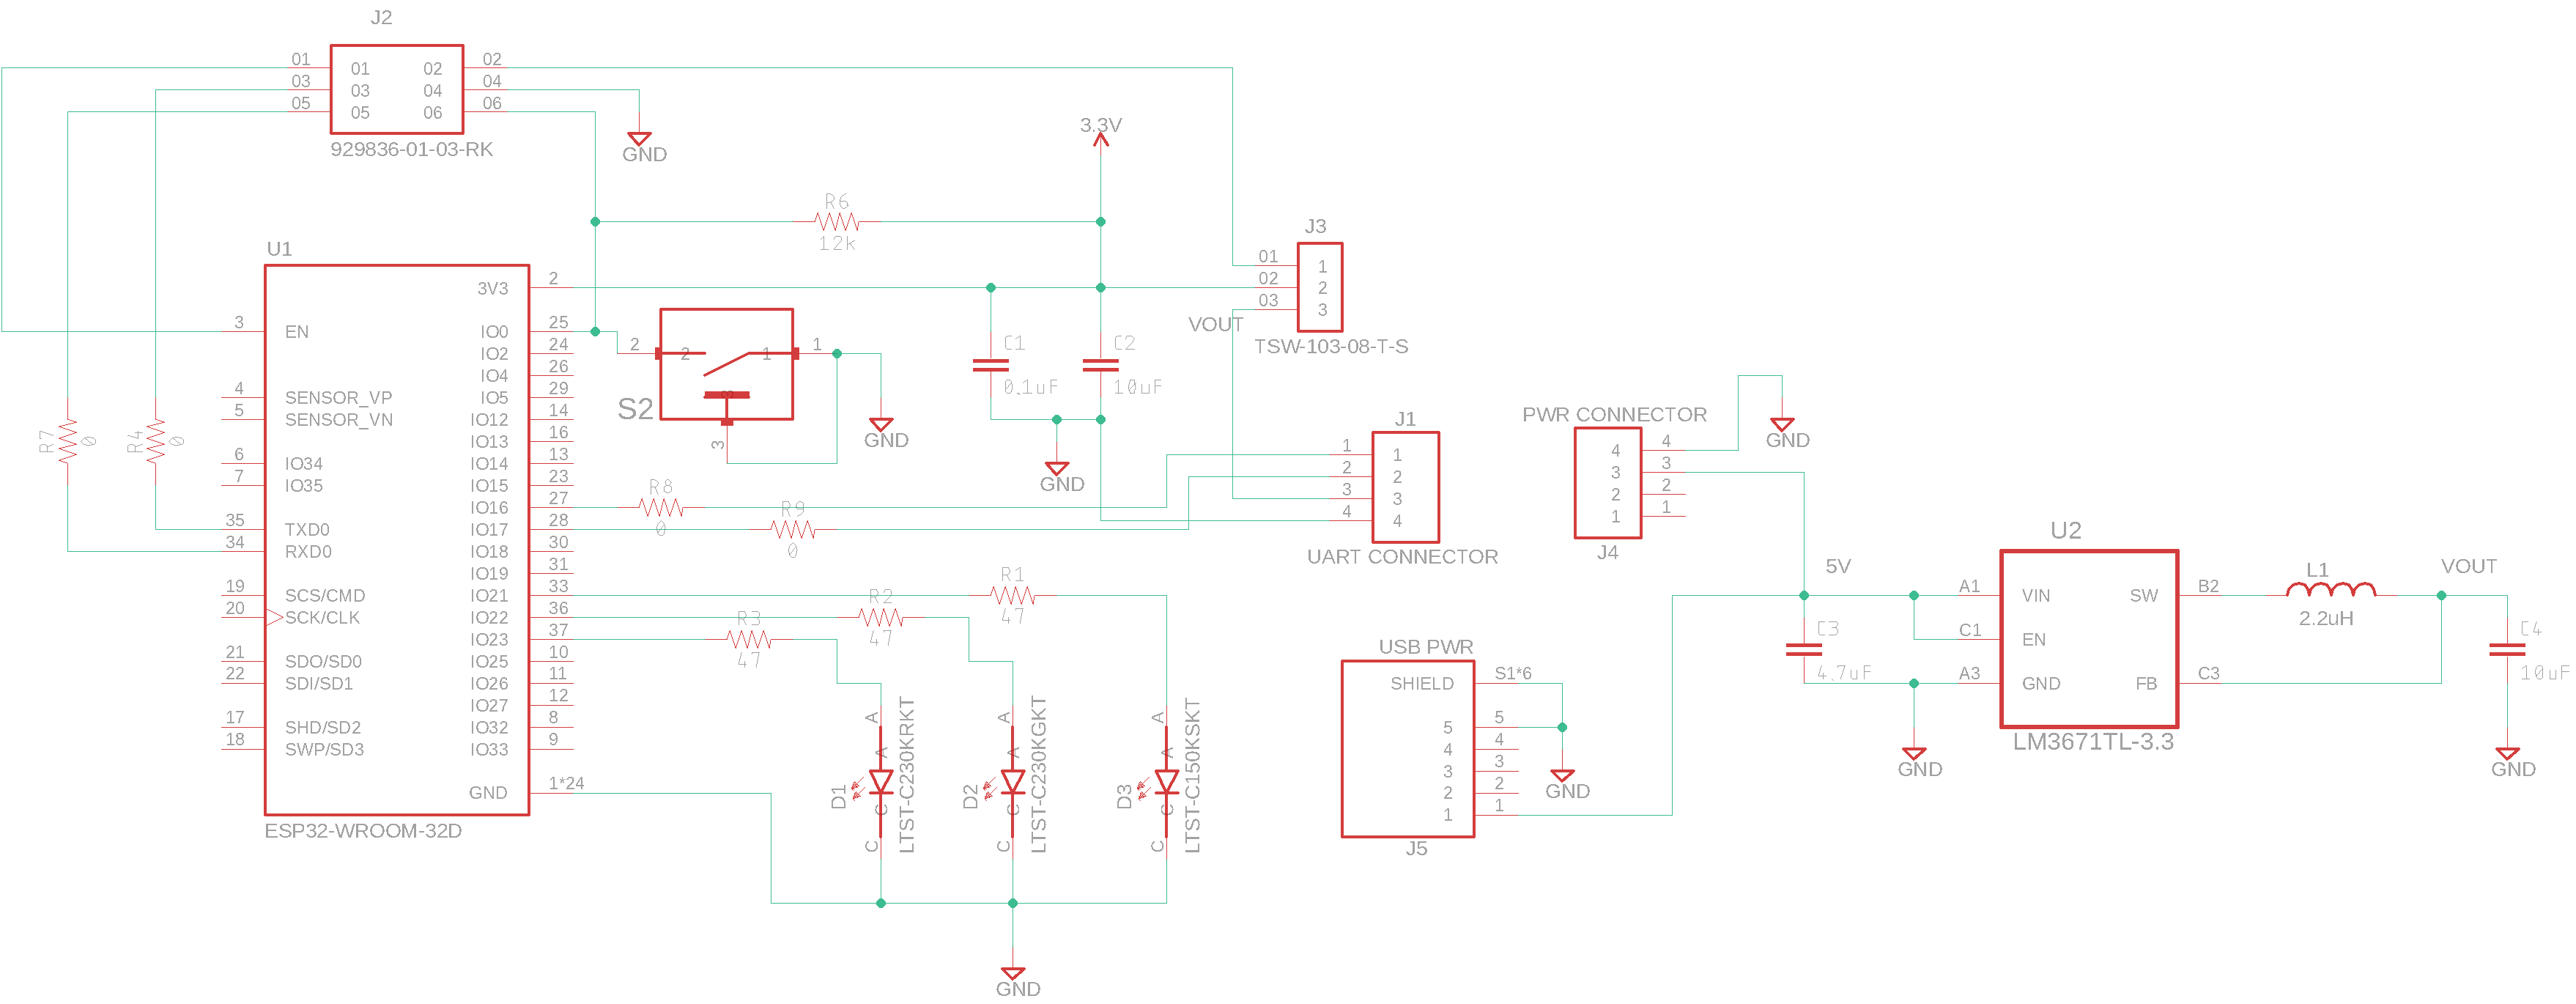 J2
01 01 02 02
03 03 04 04
05 05 06 06
929836-01-03-RK
GND
3.3V
R6
12k
U1
3V3 2
3 EN
IO0 25
IO2 24
IO4 26
4 SENSOR_VP
IO5 29
5 SENSOR_VN
IO12 14
IO13 16
6 IO34
IO14 13
7 IO35
IO15 23
IO16 27
35 TXD0
IO17 28
34 RXD0
IO18 30
IO19 31
19 SCS/CMD
IO21 33
20 SCK/CLK
IO22 36
IO23 37
21 SDO/SD0
IO25 10
22 SDI/SD1
IO26 11
IO27 12
17 SHD/SD2
IO32 8
18 SWP/SD3
IO33 9
GND 1*24
ESP32-WROOM-32D
R7
0
R4
0
2 2 1 1
3
3
S2
GND
C1
0.1uF
C2
10uF
GND
J3
01 1
02 2
03 3
VOUT
TSW-103-08-T-S
J1
1 1
2 2
3 3
4 4
UART CONNECTOR
R8
0
R9
0
R1
47
R2
47
R3
47
D1
A
A
C
C
LTST-C230KRKT
D2
A
A
C
C
LTST-C230KGKT
D3
A
A
C
C
LTST-C150KSKT
GND
PWR CONNECTOR
4 4
3 3
2 2
1 1
J4
GND
USB PWR
SHIELD S1*6
5 5
4 4
3 3
2 2
1 1
J5
GND
5V
C3
4.7uF
GND
U2
A1 VIN SW B2
C1 EN
A3 GND FB C3
LM3671TL-3.3
L1
2.2uH
VOUT
C4
10uF
GND